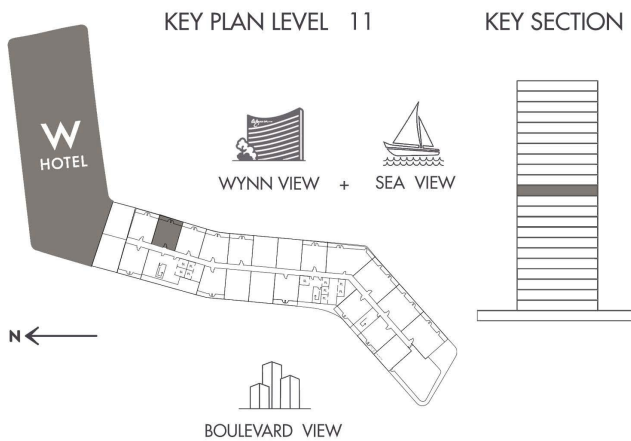 KEY PLAN LEVEL 11
KEY SECTION
W
HOTEL
WYNN VIEW + SEA VIEW
N
BOULEVARD VIEW